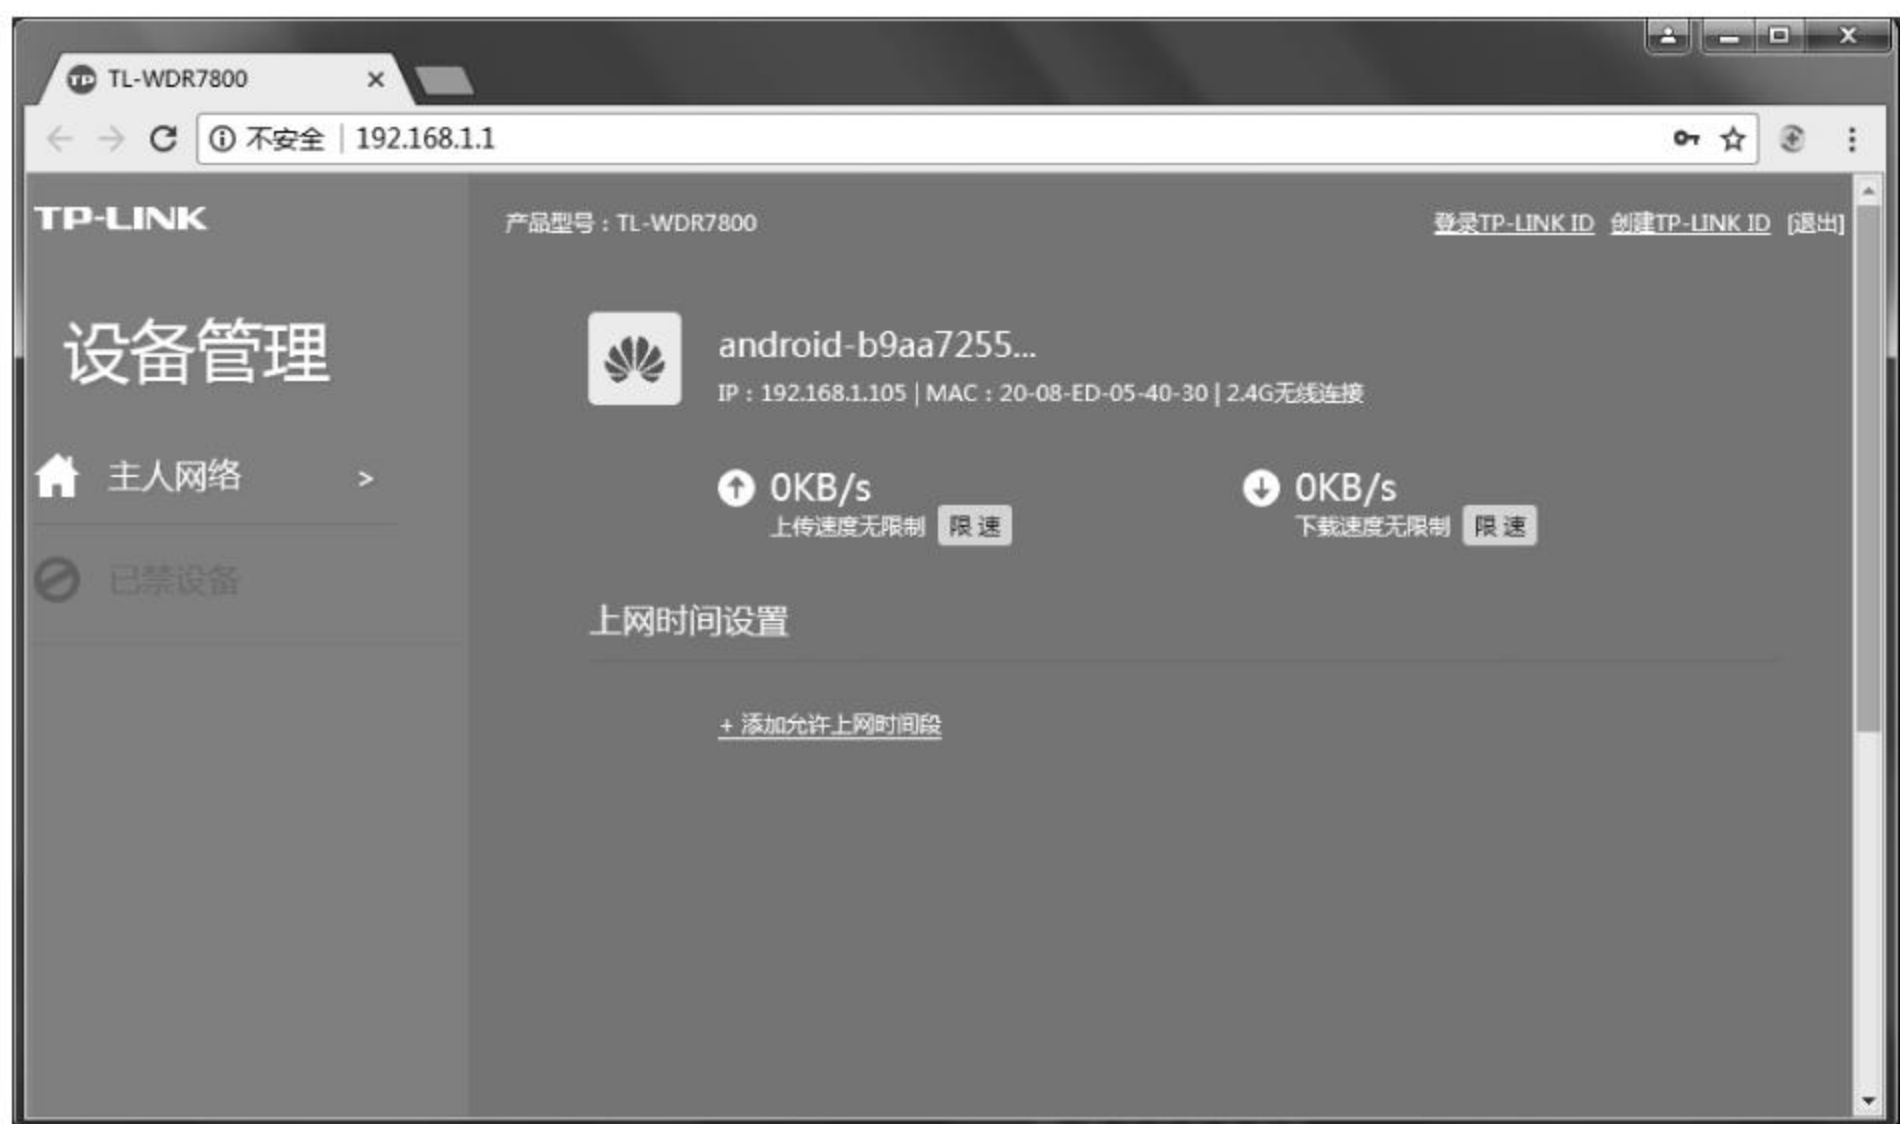 TL-WDR7800
不安全 | 192.168.1.1
TP-LINK
产品型号：TL-WDR7800
登录TP-LINK ID 创建TP-LINK ID [退出]
设备管理
主人网络 >
已禁设备
android-b9aa7255...
IP：192.168.1.105 | MAC：20-08-ED-05-40-30 | 2.4G无线连接
0KB/s
上传速度无限制 限速
0KB/s
下载速度无限制 限速
上网时间设置
+ 添加允许上网时间段